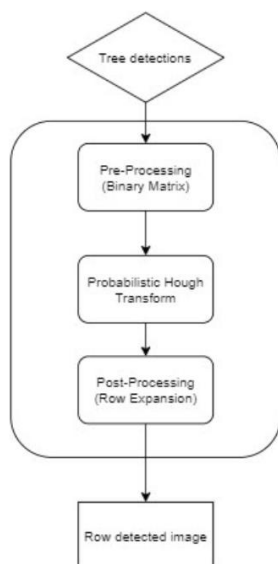 Tree detections
Pre-Processing
(Binary Matrix)
Probabilistic Hough
Transform
Post-Processing
(Row Expansion)
Row detected image